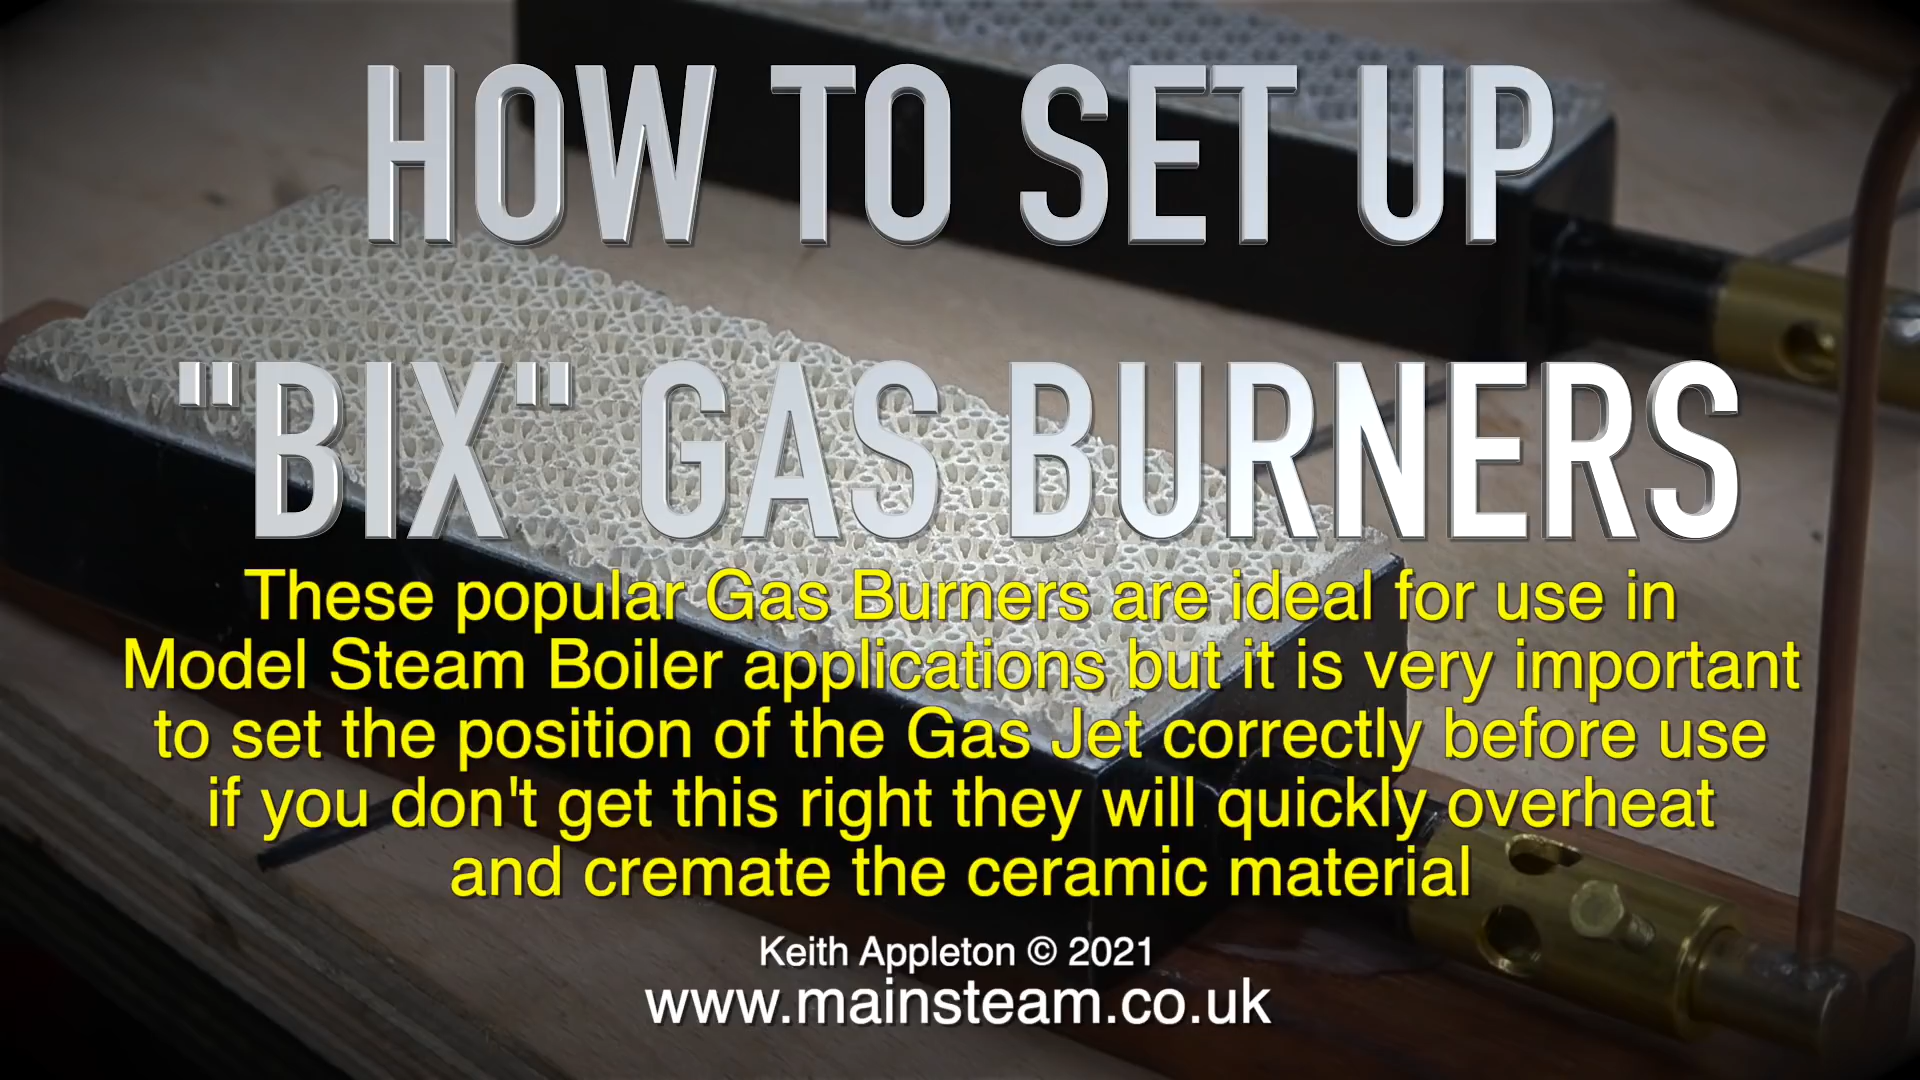 HOW TO SET UP
"BIX" GAS BURNERS
These popular Gas Burners are ideal for use in
Model Steam Boiler applications but it is very important
to set the position of the Gas Jet correctly before use
if you don't get this right they will quickly overheat
and cremate the ceramic material
Keith Appleton © 2021
www.mainsteam.co.uk